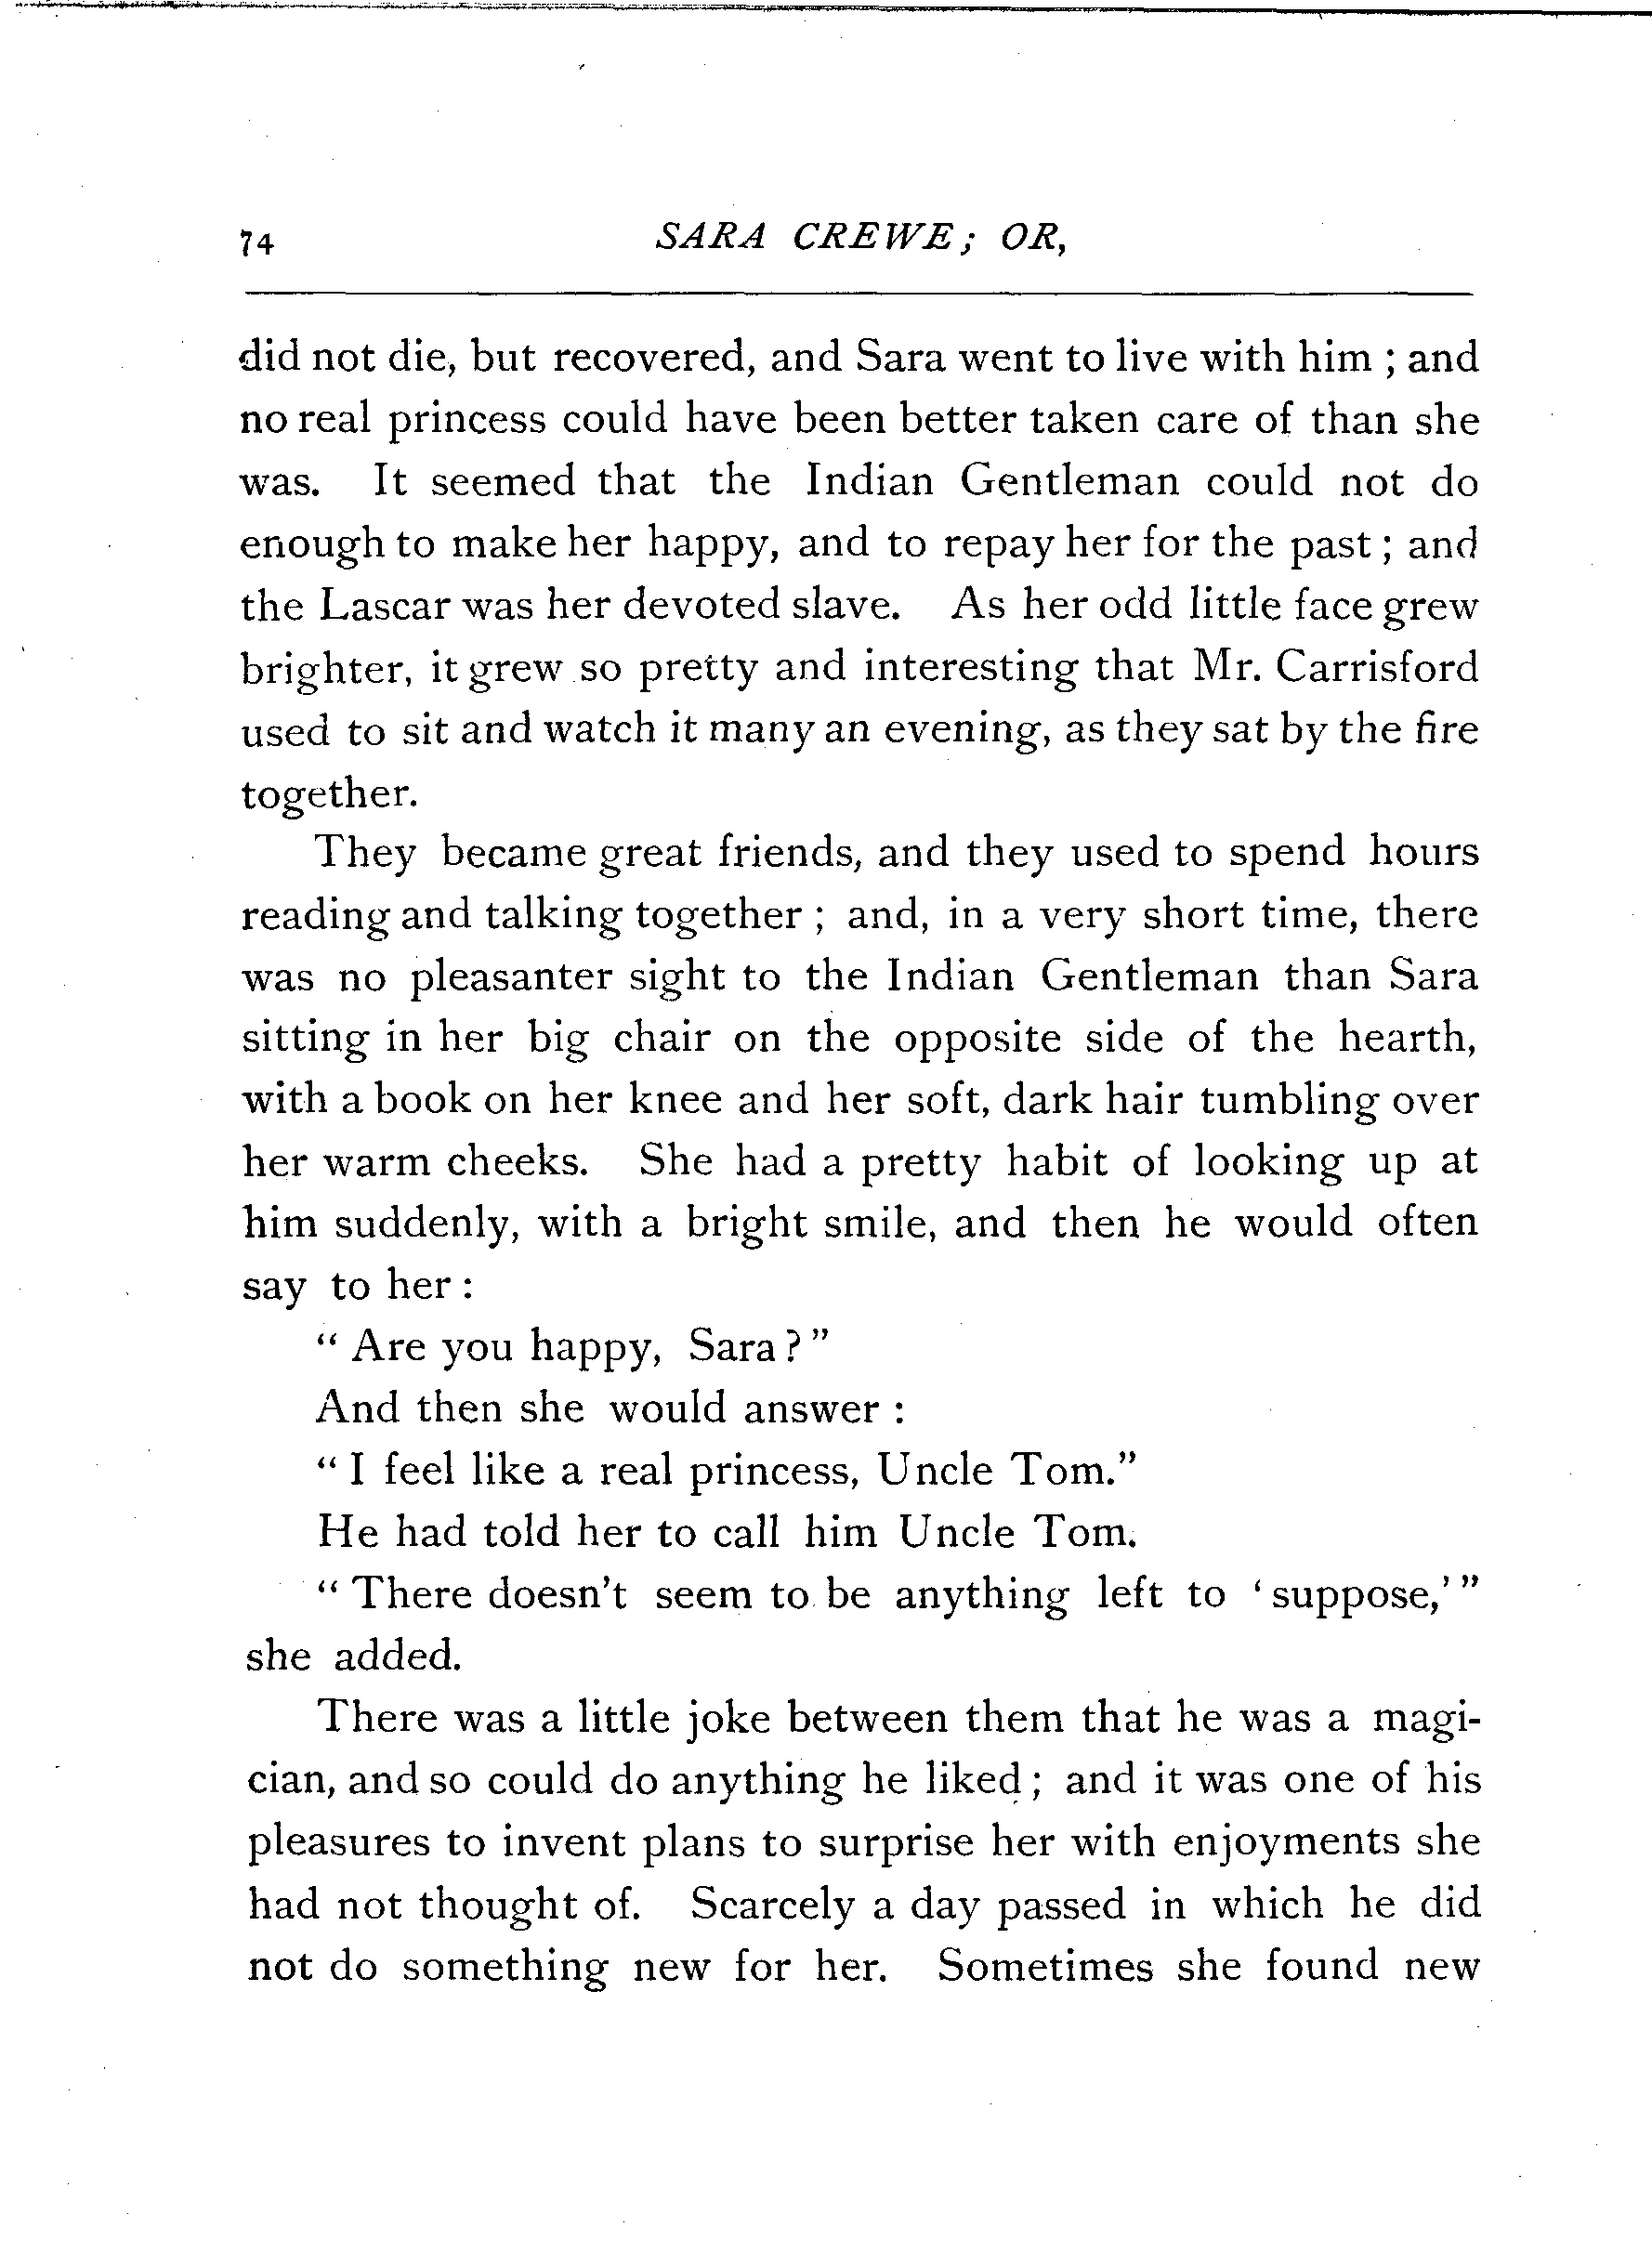 74 SARA CREWE; OR,
did not die, but recovered, and Sara went to live with him ; and
no real princess could have been better taken care of than she
was. It seemed that the Indian Gentleman could not do
enough to make her happy, and to repay her for the past ; and
the Lascar was her devoted slave. As her odd little face grew
brighter, it grew so pretty and interesting that Mr. Carrisford
used to sit and watch it many an evening, as they sat by the fire
together.
They became great friends, and they used to spend hours
reading and talking together ; and, in a very short time, there
was no pleasanter sight to the Indian Gentleman than Sara
sitting in her big chair on the opposite side of the hearth,
with a book on her knee and her soft, dark hair tumbling over
her warm cheeks. She had a pretty habit of looking up at
him suddenly, with a bright smile, and then he would often
say to her :
“ Are you happy, Sara ? ”
And then she would answer :
“ I feel like a real princess, Uncle Tom.”
He had told her to call him Uncle Tom.
“ There doesn't seem to be anything left to ‘ suppose,’ ”
she added.
There was a little joke between them that he was a magi-
cian, and so could do anything he liked ; and it was one of his
pleasures to invent plans to surprise her with enjoyments she
had not thought of. Scarcely a day passed in which he did
not do something new for her. Sometimes she found new